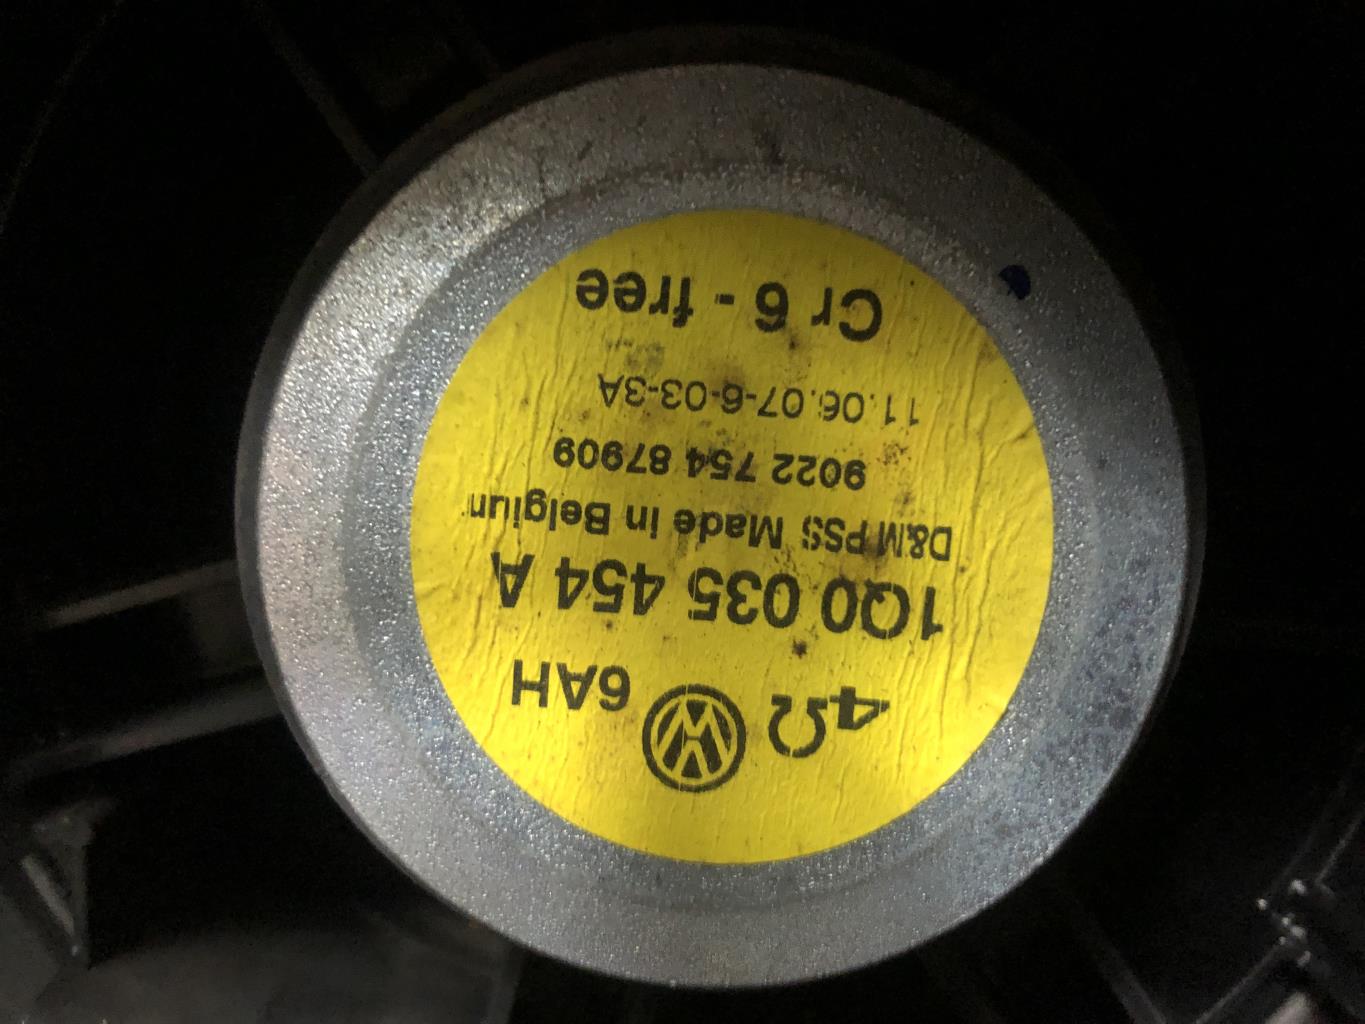 4Ω 6AH
1Q0 035 454 A
D&M PSS Made in Belgium
9022 754 87909
11.06.07-6-03-3A
Cr 6 - free